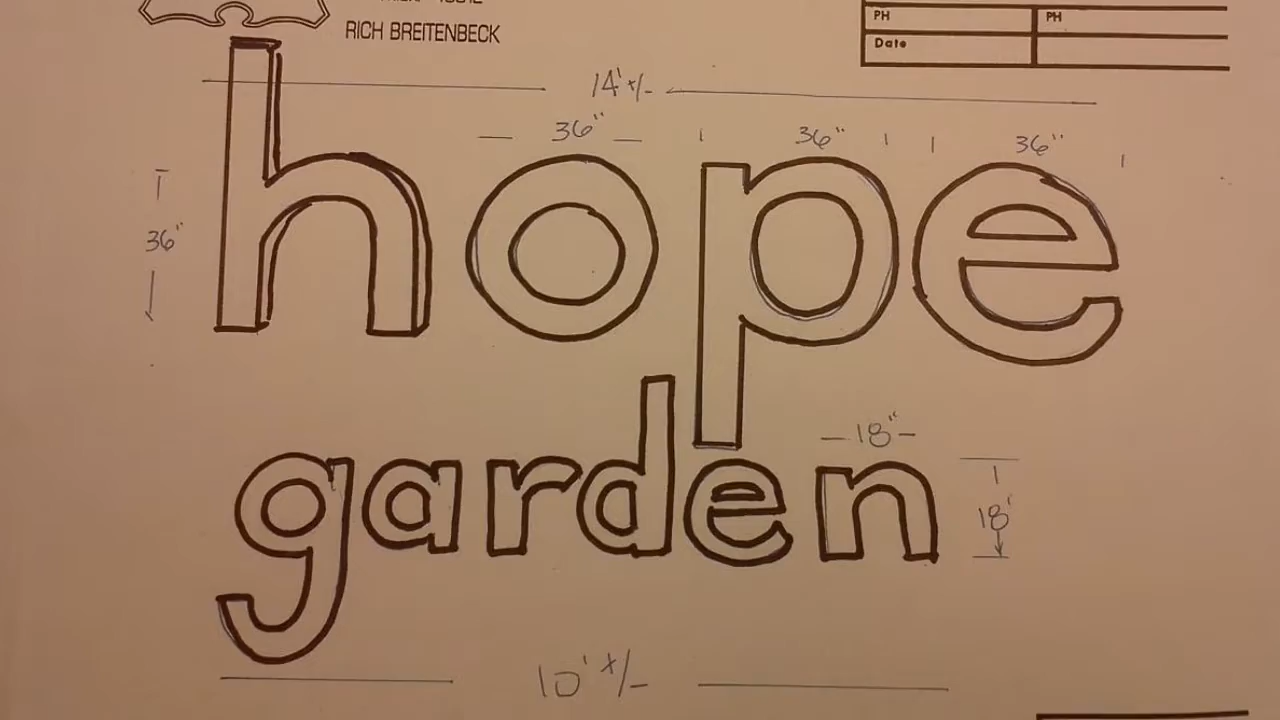 RICH BREITENBECK
PH PH
Date
14' +/-
36" 36" 36"
hope
36"
18"
garden
18'
10' +/-